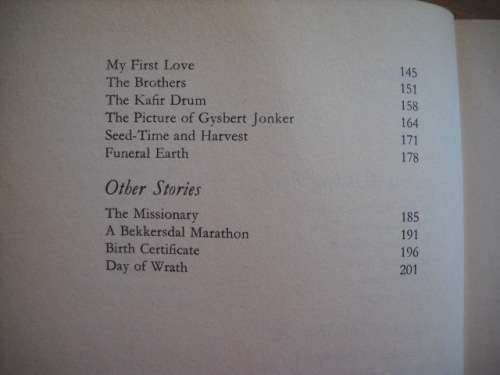 My First Love 145
The Brothers 151
The Kafir Drum 158
The Picture of Gysbert Jonker 164
Seed-Time and Harvest 171
Funeral Earth 178
Other Stories
The Missionary 185
A Bekkersdal Marathon 191
Birth Certificate 196
Day of Wrath 201